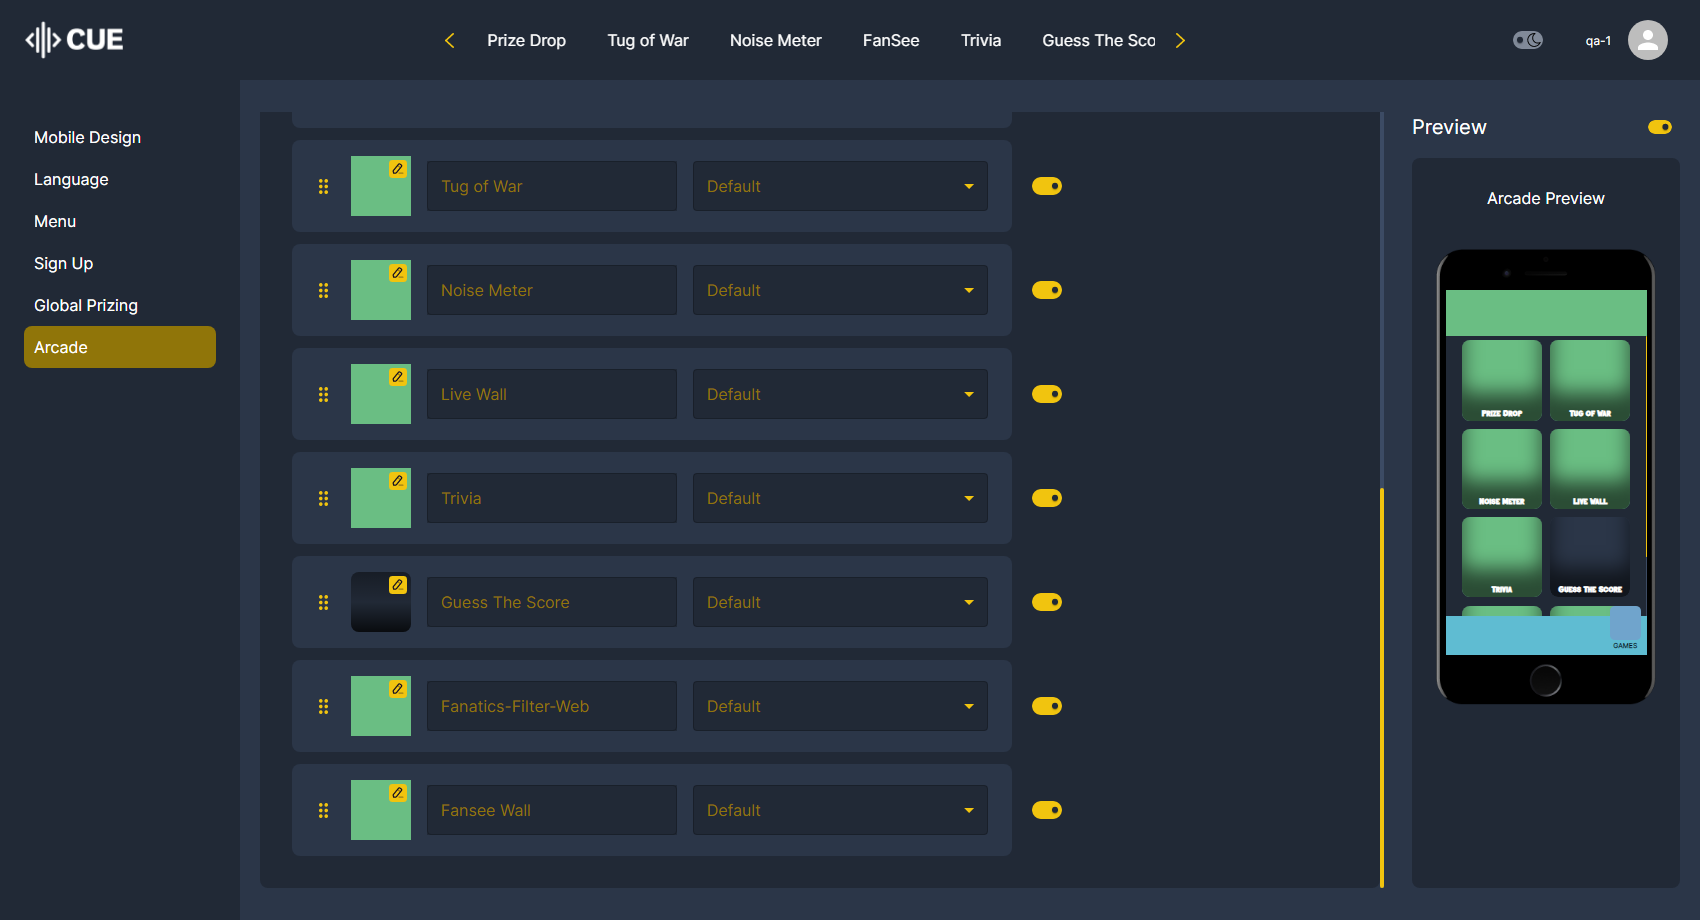 CUE
Prize Drop
Tug of War
Noise Meter
FanSee
Trivia
Guess The Sco
qa-1
Mobile Design
Language
Menu
Sign Up
Global Prizing
Arcade
Tug of War
Default
Noise Meter
Default
Live Wall
Default
Trivia
Default
Guess The Score
Default
Fanatics-Filter-Web
Default
Fansee Wall
Default
Preview
Arcade Preview
Prize Drop
Tug of War
Noise Meter
Live Wall
Trivia
Guess The Score
GAMES